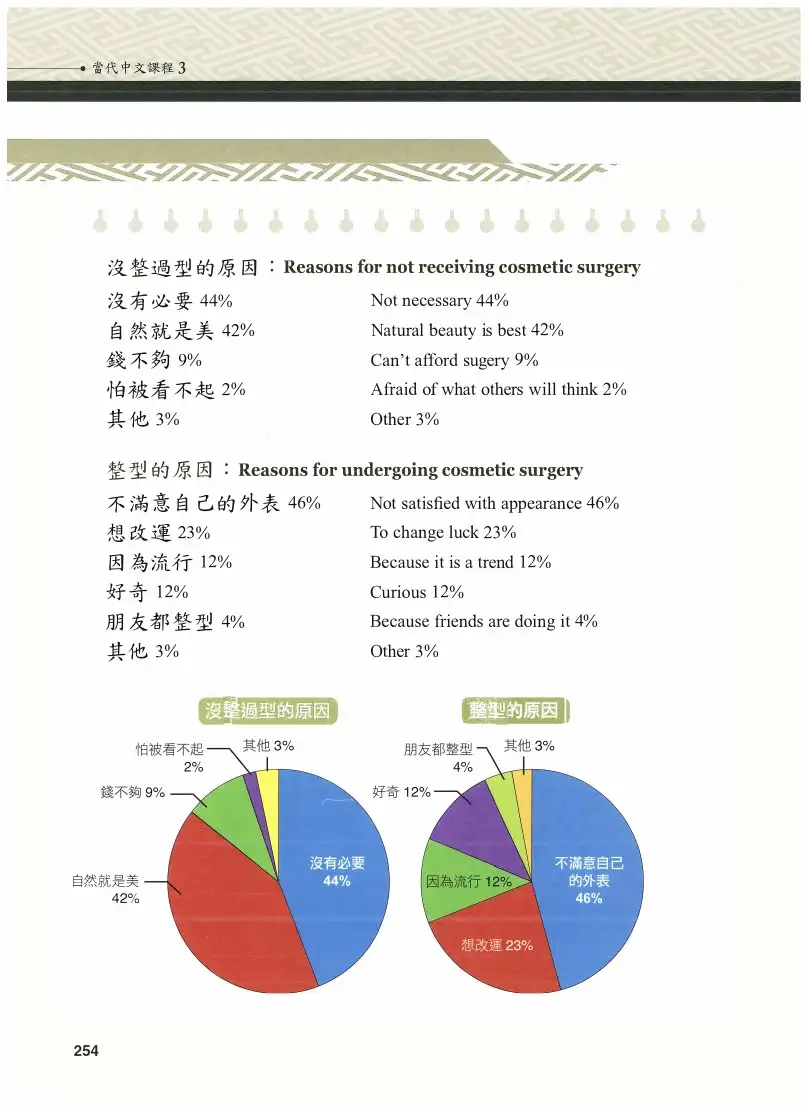 當代中文課程 3
沒整過型的原因：Reasons for not receiving cosmetic surgery
沒有必要 44% Not necessary 44%
自然就是美 42% Natural beauty is best 42%
錢不夠 9% Can't afford sugery 9%
怕被看不起 2% Afraid of what others will think 2%
其他 3% Other 3%
整型的原因：Reasons for undergoing cosmetic surgery
不滿意自己的外表 46% Not satisfied with appearance 46%
想改運 23% To change luck 23%
因為流行 12% Because it is a trend 12%
好奇 12% Curious 12%
朋友都整型 4% Because friends are doing it 4%
其他 3% Other 3%
沒整過型的原因
怕被看不起
2%
其他 3%
錢不夠 9%
沒有必要
44%
自然就是美
42%
整型的原因
朋友都整型
4%
其他 3%
好奇 12%
不滿意自己
的外表
46%
因為流行 12%
想改運 23%
254